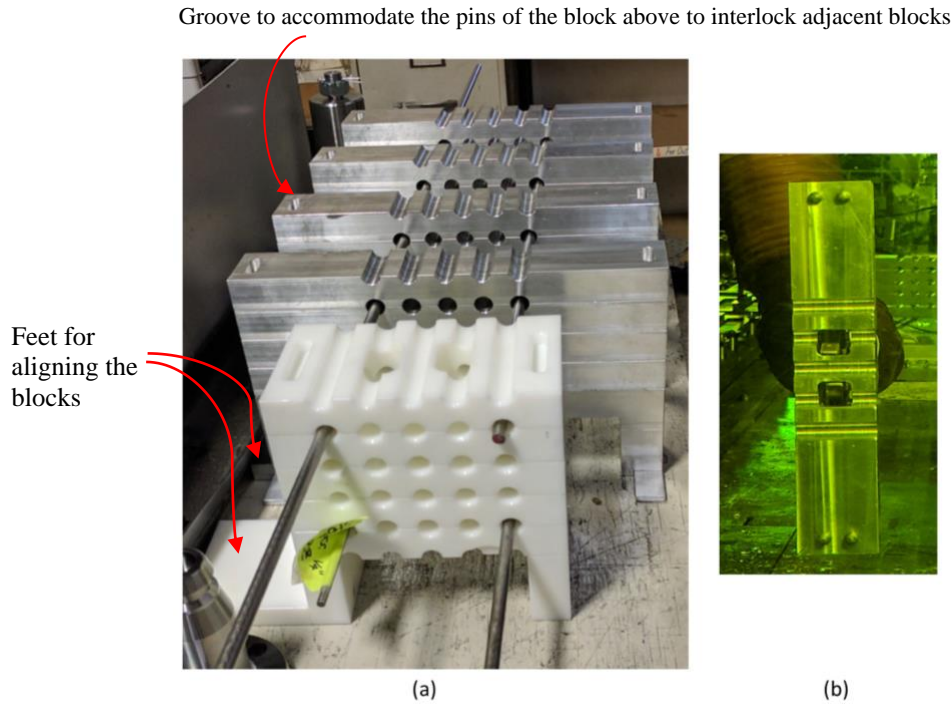 Groove to accommodate the pins of the block above to interlock adjacent blocks
Feet for
aligning the
blocks
(a)
(b)